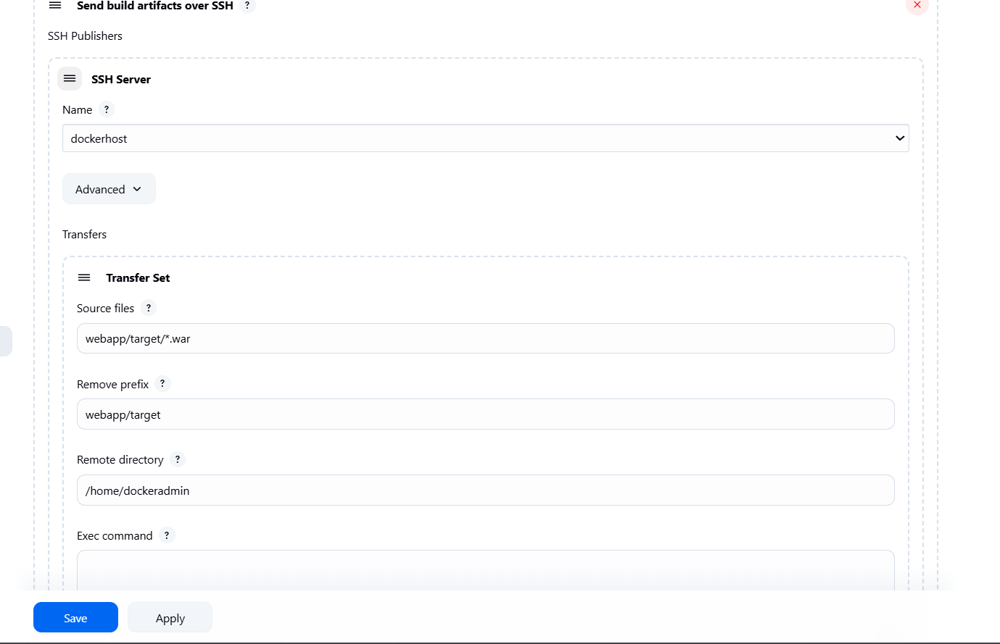 Send build artifacts over SSH ?
SSH Publishers
SSH Server
Name ?
dockerhost
Advanced
Transfers
Transfer Set
Source files ?
webapp/target/*.war
Remove prefix ?
webapp/target
Remote directory ?
/home/dockeradmin
Exec command ?
Save Apply